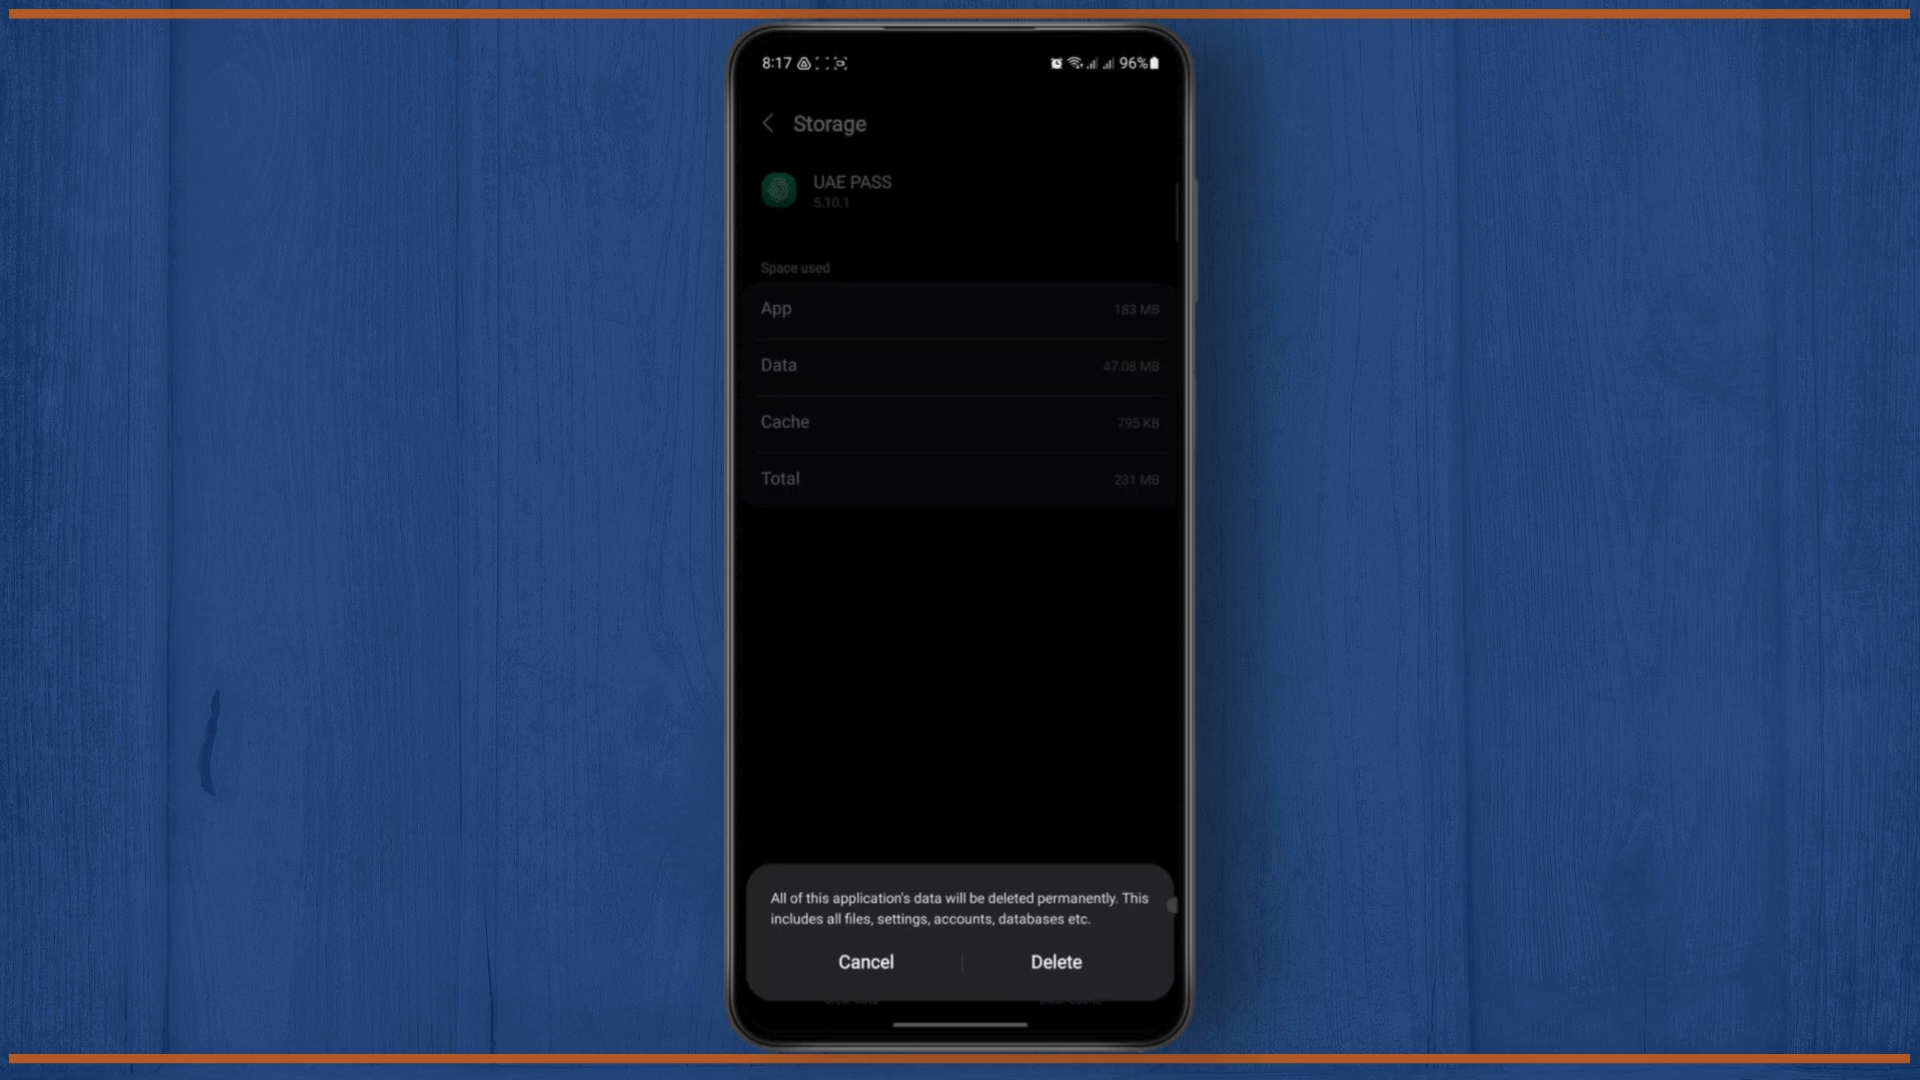 8:17 96%
Storage
UAE PASS
5.10.1
Space used
App 183 MB
Data 47.08 MB
Cache 795 KB
Total 231 MB
All of this application's data will be deleted permanently. This
includes all files, settings, accounts, databases etc.
Cancel Delete